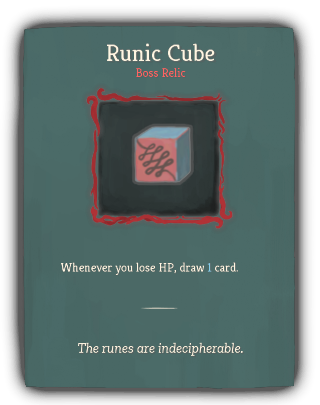 Runic Cube
Boss Relic
Whenever you lose HP, draw 1 card.
The runes are indecipherable.